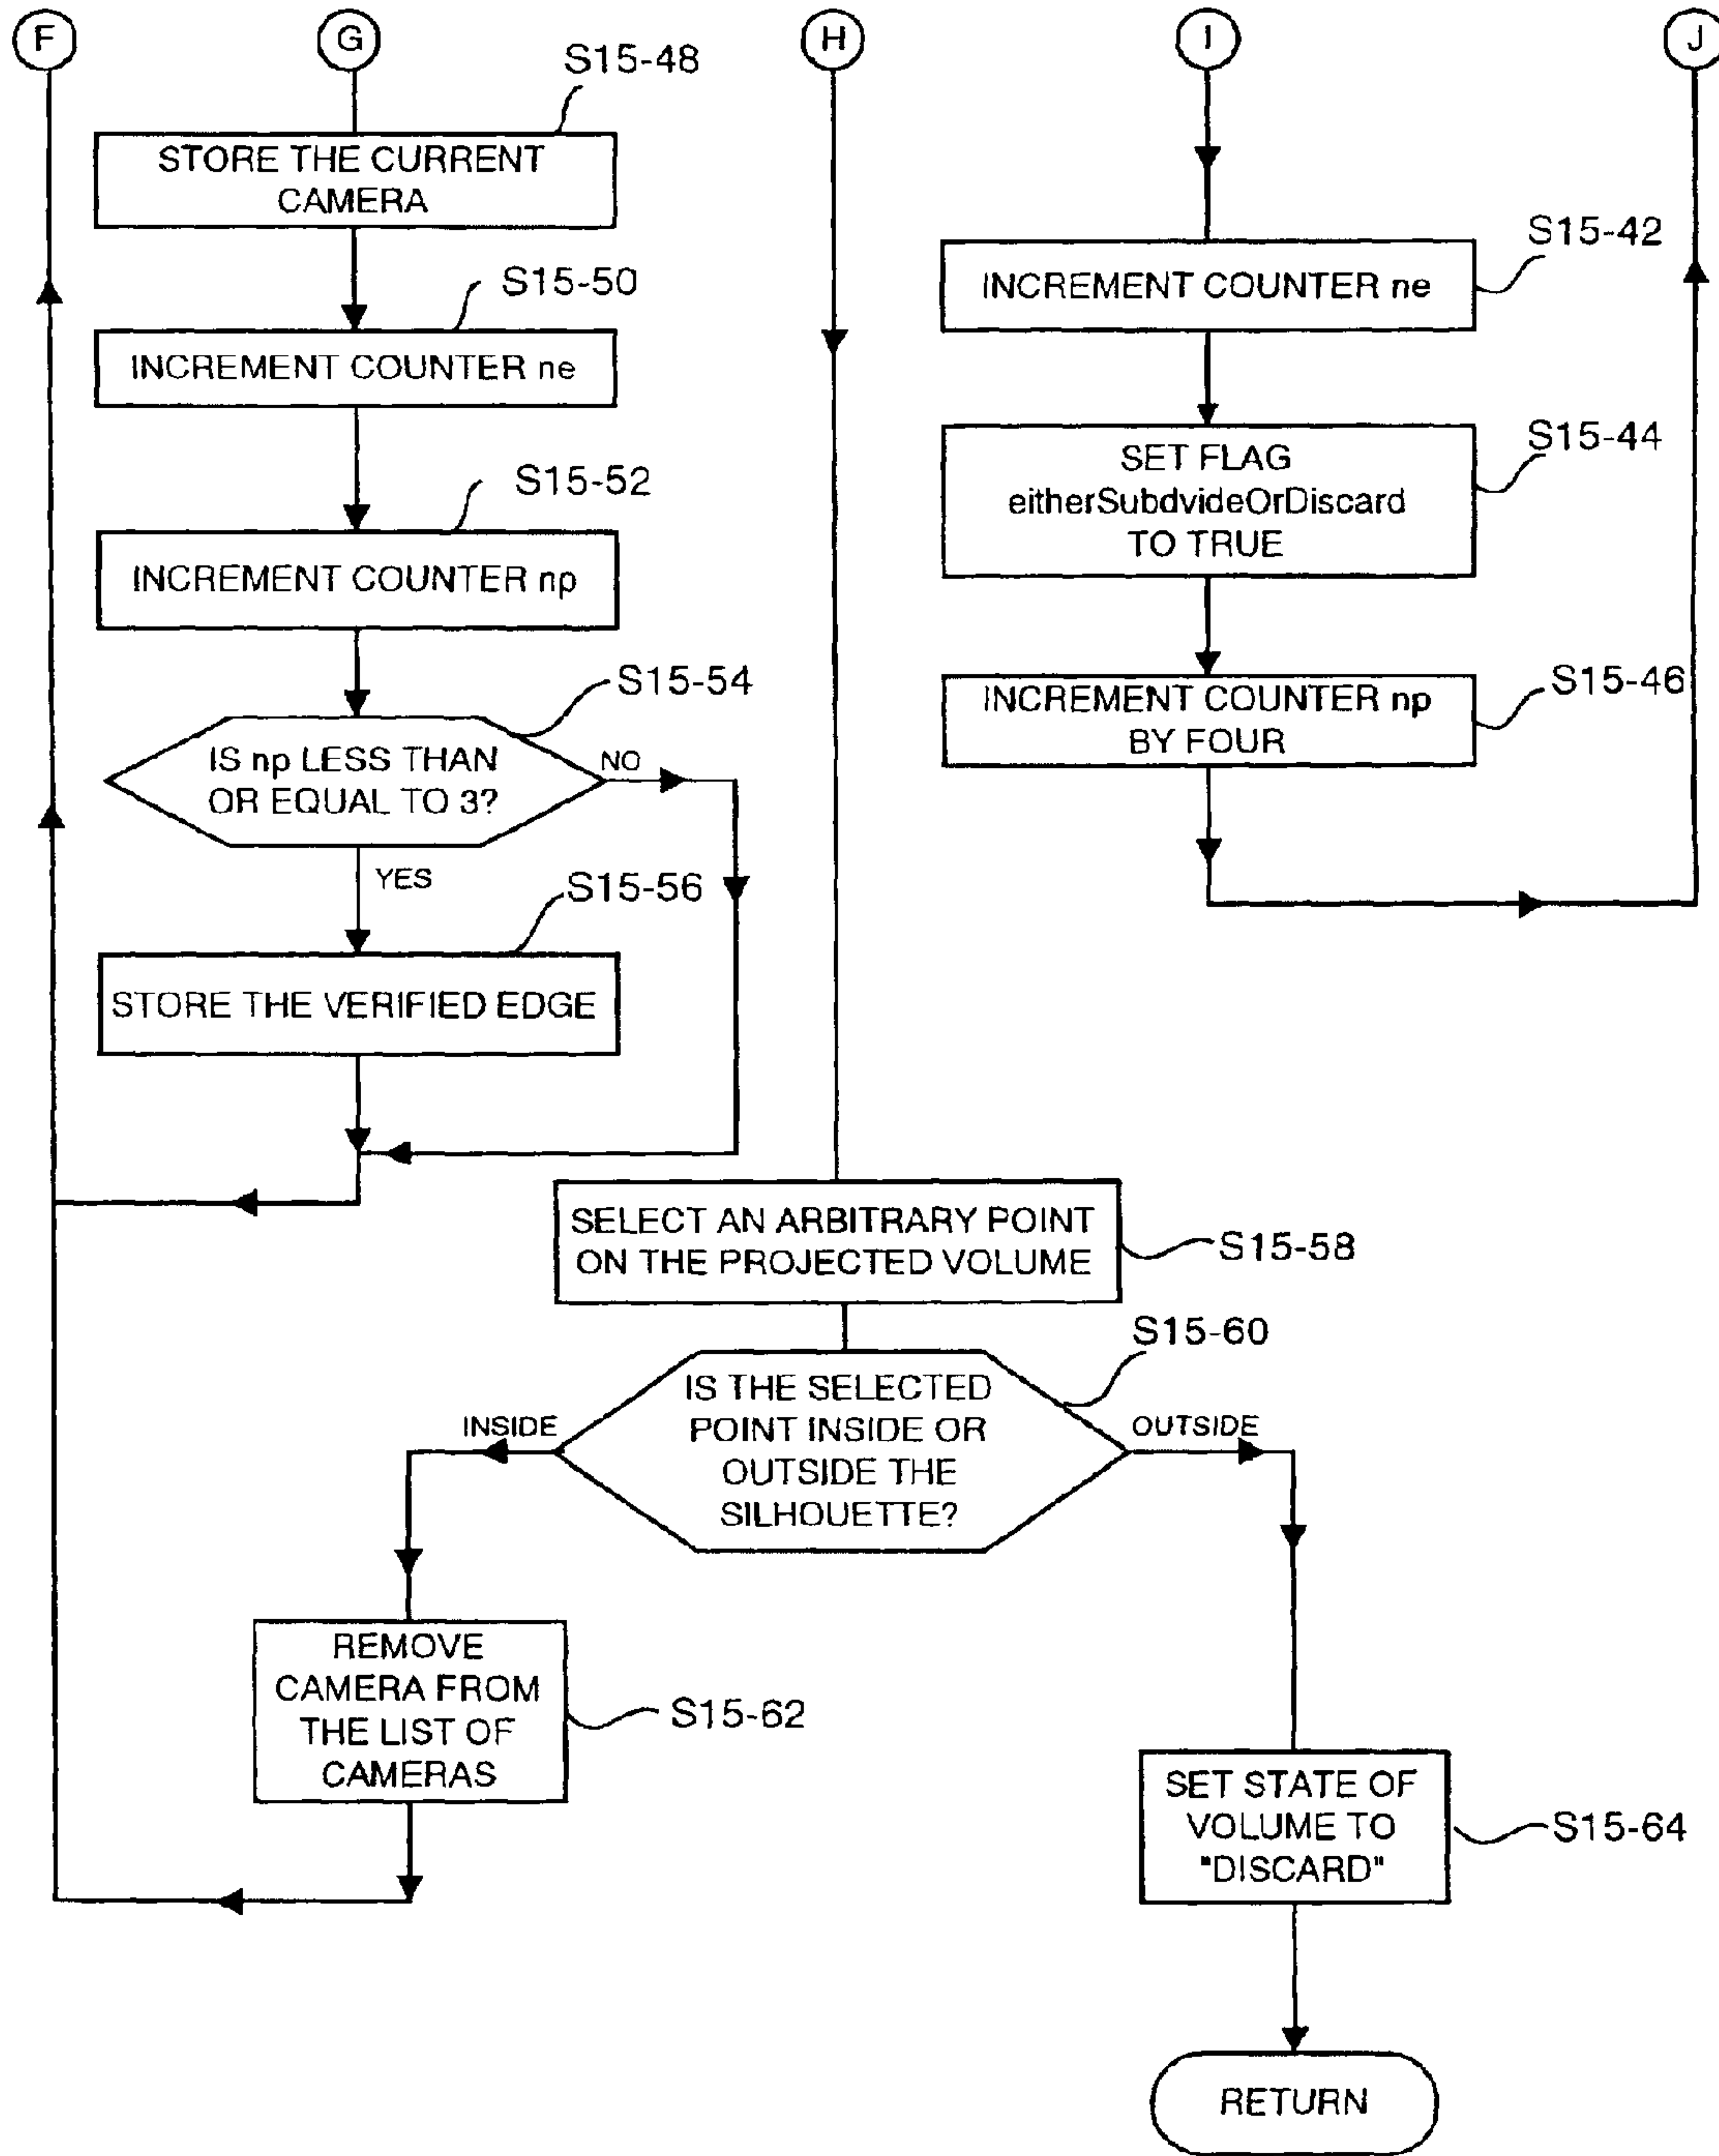 F
G
H
I
J
S15-48
STORE THE CURRENT
CAMERA
S15-50
INCREMENT COUNTER ne
S15-52
INCREMENT COUNTER np
S15-54
IS np LESS THAN
OR EQUAL TO 3?
NO
YES
S15-56
STORE THE VERIFIED EDGE
S15-42
INCREMENT COUNTER ne
S15-44
SET FLAG
eitherSubdvideOrDiscard
TO TRUE
S15-46
INCREMENT COUNTER np
BY FOUR
SELECT AN ARBITRARY POINT
ON THE PROJECTED VOLUME
S15-58
S15-60
IS THE SELECTED
POINT INSIDE OR
OUTSIDE THE
SILHOUETTE?
INSIDE
OUTSIDE
REMOVE
CAMERA FROM
THE LIST OF
CAMERAS
S15-62
SET STATE OF
VOLUME TO
"DISCARD"
S15-64
RETURN